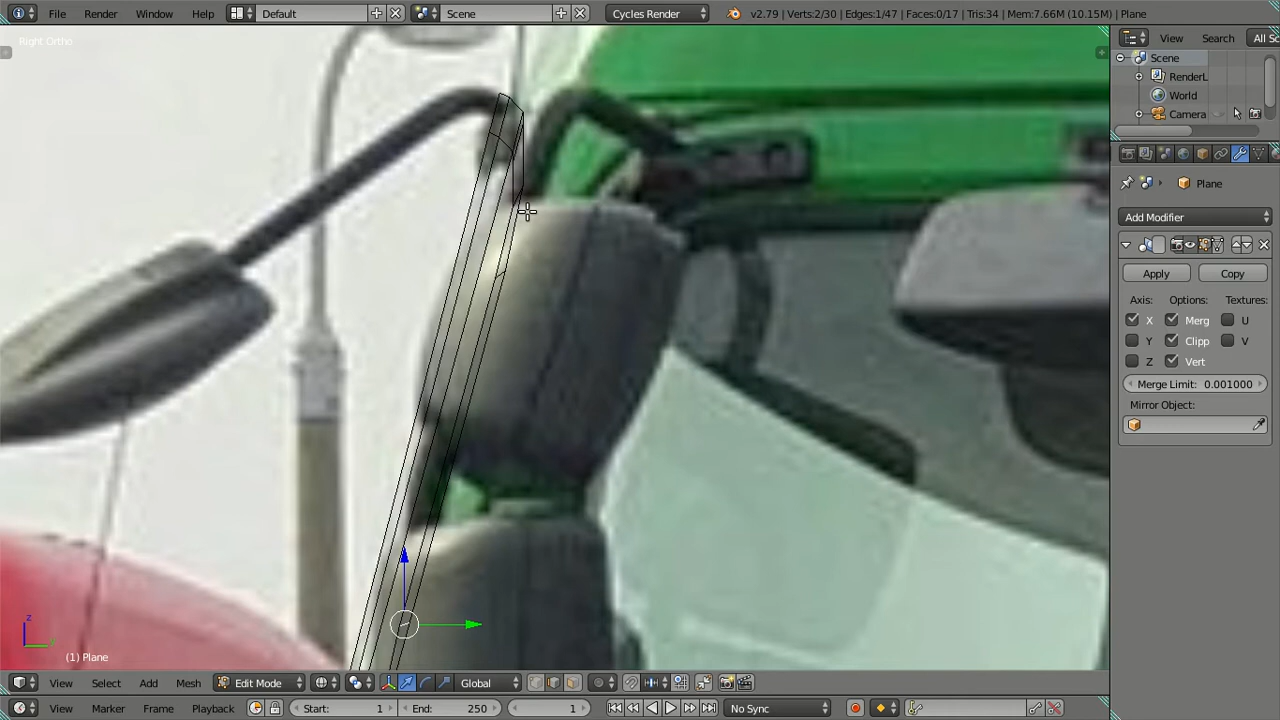 File Render Window Help Default Scene Cycles Render v2.79 | Verts:2/30 | Edges:1/47 | Faces:0/17 | Tris:34 | Mem:7.66M (10.15M) | Plane
Right Ortho
View Search All Sc
Scene
RenderL
World
Camera
Plane
Add Modifier
Apply Copy
Axis: Options: Textures:
X Merg U
Y Clipp V
Z Vert
Merge Limit: 0.001000
Mirror Object:
z
(1) Plane
View Select Add Mesh Edit Mode Global
View Marker Frame Playback Start: 1 End: 250 1 No Sync